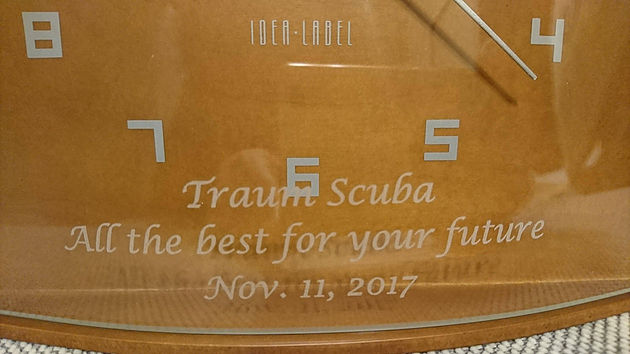 IDEA·LABEL
8
4
7
5
6
Traum Scuba
All the best for your future
Nov. 11, 2017